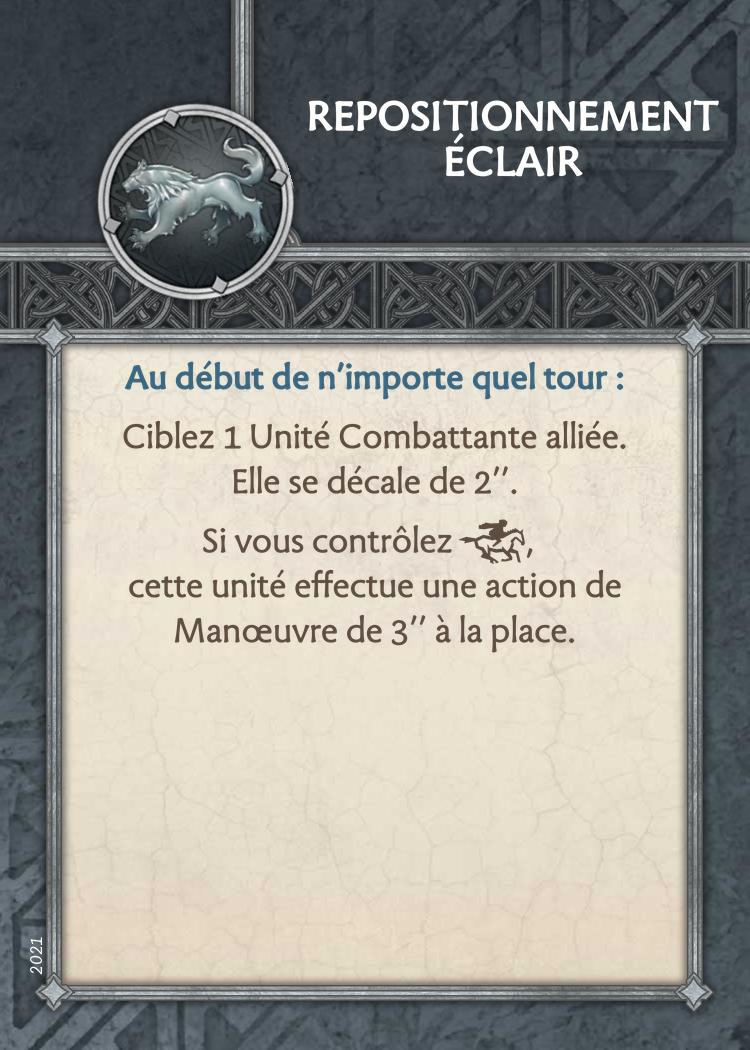 REPOSITIONNEMENT
ÉCLAIR
Au début de n’importe quel tour :
Ciblez 1 Unité Combattante alliée.
Elle se décale de 2’’.
Si vous contrôlez ,
cette unité effectue une action de
Manœuvre de 3’’ à la place.
2021